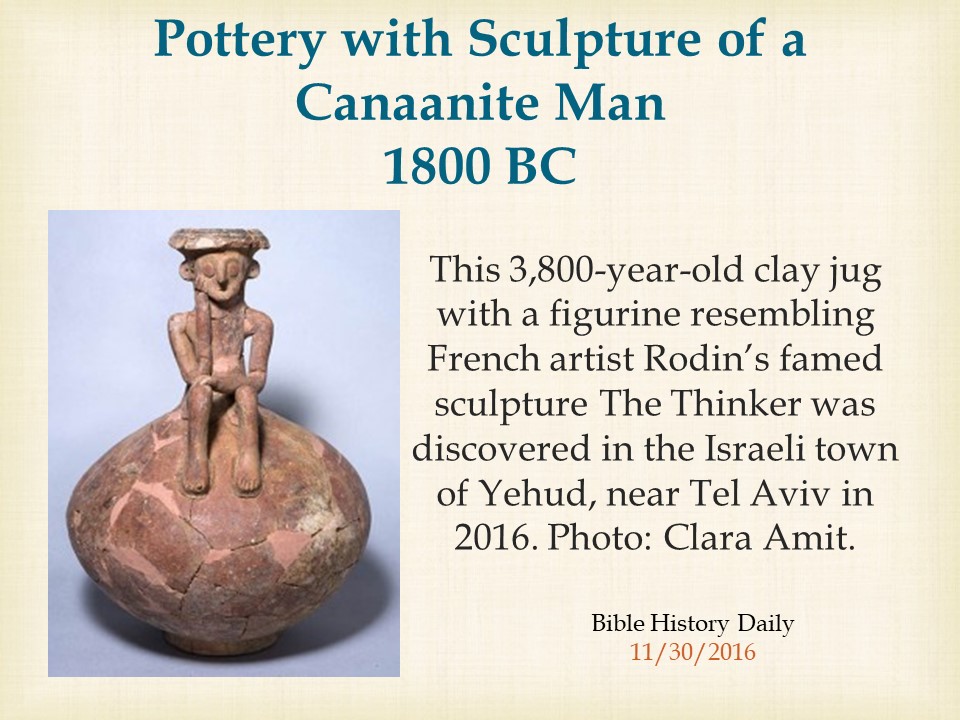 Pottery with Sculpture of a
Canaanite Man
1800 BC
This 3,800-year-old clay jug
with a figurine resembling
French artist Rodin’s famed
sculpture The Thinker was
discovered in the Israeli town
of Yehud, near Tel Aviv in
2016. Photo: Clara Amit.
Bible History Daily
11/30/2016